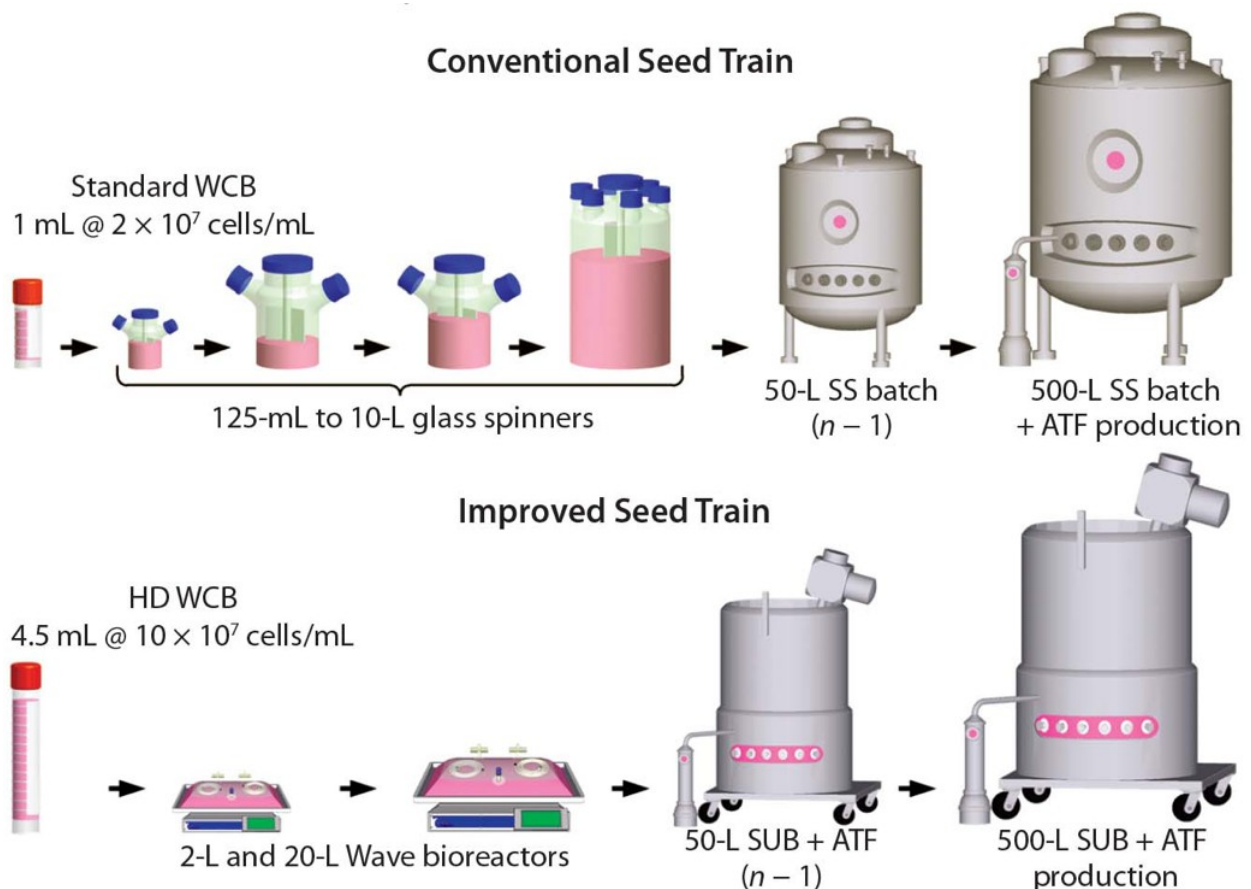 Conventional Seed Train
Standard WCB
1 mL @ 2 × 10⁷ cells/mL
125-mL to 10-L glass spinners
50-L SS batch
(n − 1)
500-L SS batch
+ ATF production
Improved Seed Train
HD WCB
4.5 mL @ 10 × 10⁷ cells/mL
2-L and 20-L Wave bioreactors
50-L SUB + ATF
(n − 1)
500-L SUB + ATF
production